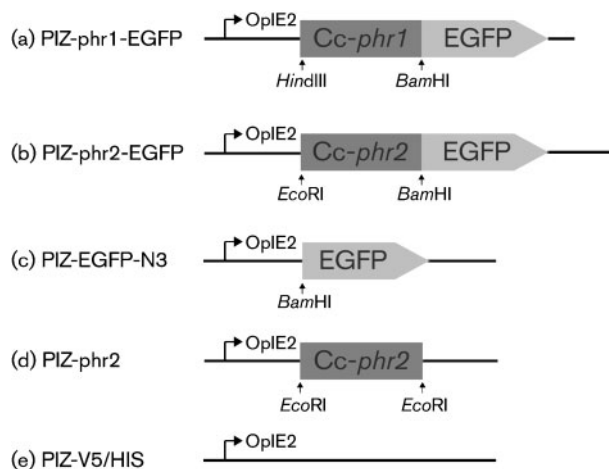 OpIE2
(a) PIZ-phr1-EGFP Cc-phr1 EGFP
HindIII BamHI
OpIE2
(b) PIZ-phr2-EGFP Cc-phr2 EGFP
EcoRI BamHI
OpIE2
(c) PIZ-EGFP-N3 EGFP
BamHI
OpIE2
(d) PIZ-phr2 Cc-phr2
EcoRI EcoRI
OpIE2
(e) PIZ-V5/HIS